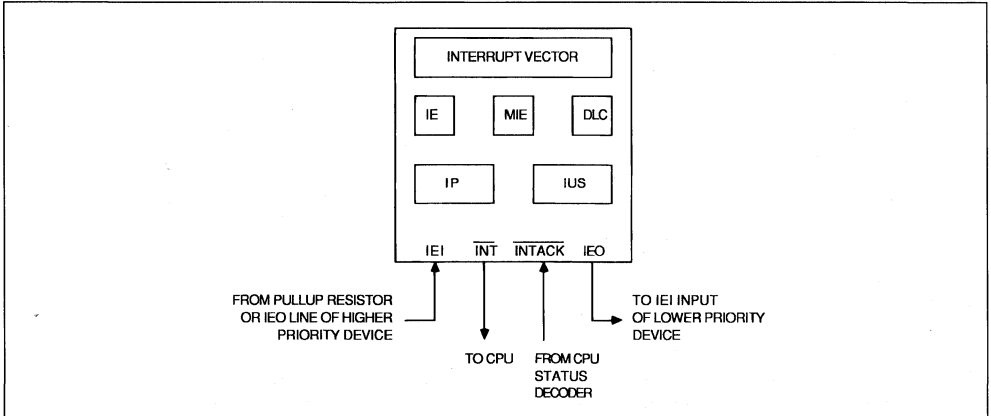 INTERRUPT VECTOR
IE MIE DLC
IP IUS
IEI INT INTACK IEO
FROM PULLUP RESISTOR
OR IEO LINE OF HIGHER
PRIORITY DEVICE
TO CPU
FROM CPU
STATUS
DECODER
TO IEI INPUT
OF LOWER PRIORITY
DEVICE